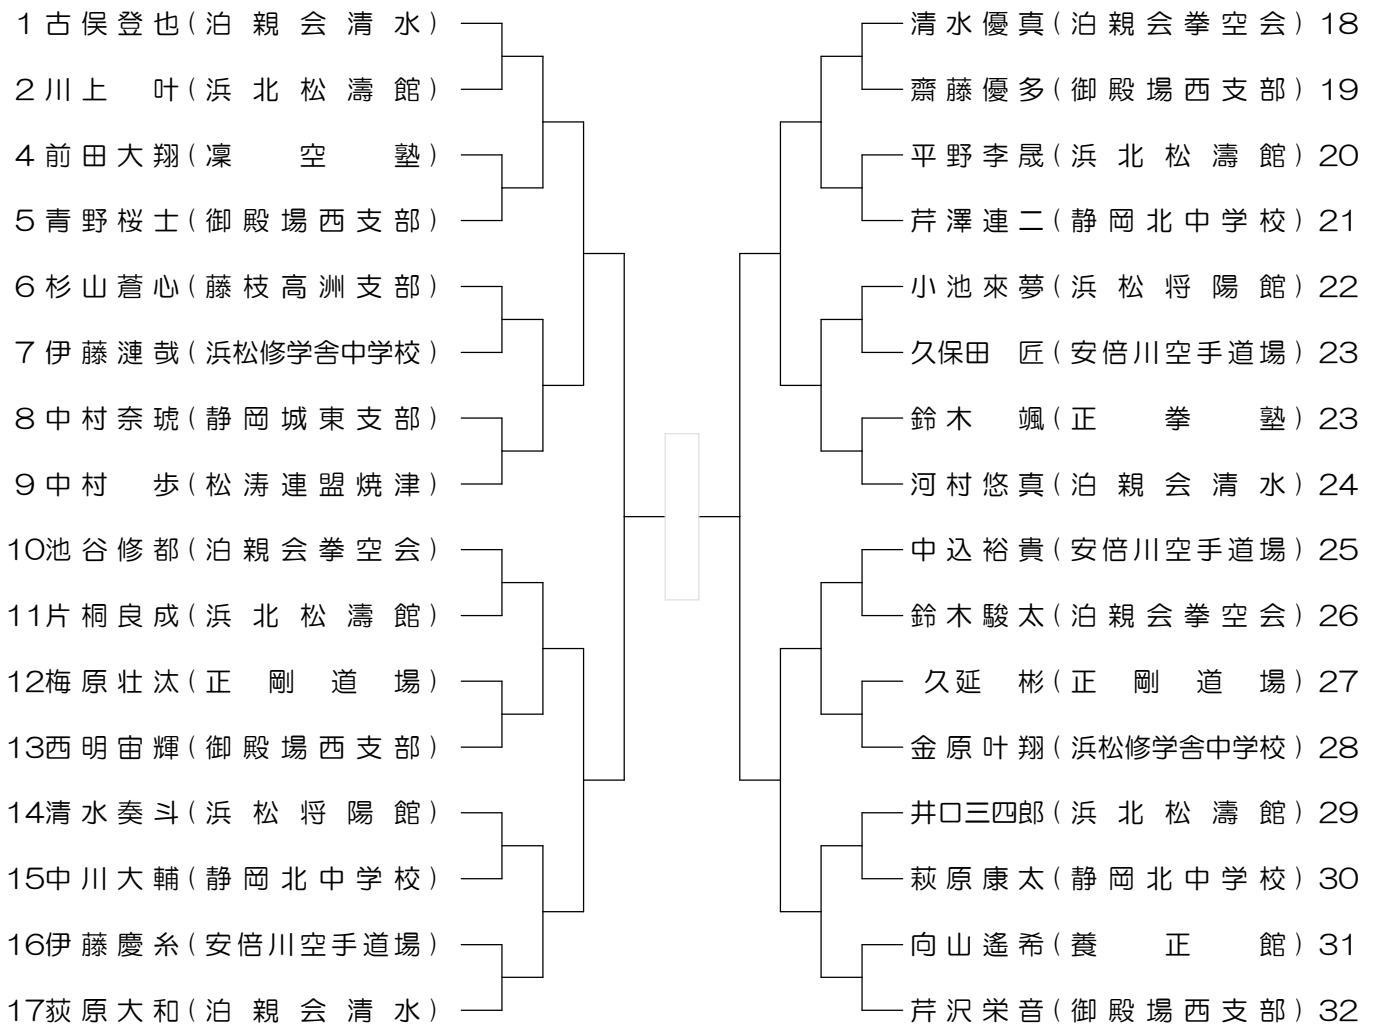 1 古俣登也(泊親会清水)
2 川上 叶(浜北松濤館)
4 前田大翔(凜空塾)
5 青野桜士(御殿場西支部)
6 杉山蒼心(藤枝高洲支部)
7 伊藤漣哉(浜松修学舎中学校)
8 中村奈琥(静岡城東支部)
9 中村 歩(松涛連盟焼津)
10池谷修都(泊親会拳空会)
11片桐良成(浜北松濤館)
12梅原壮汰(正剛道場)
13西明宙輝(御殿場西支部)
14清水奏斗(浜松将陽館)
15中川大輔(静岡北中学校)
16伊藤慶糸(安倍川空手道場)
17荻原大和(泊親会清水)
清水優真(泊親会拳空会) 18
齋藤優多(御殿場西支部) 19
平野李晟(浜北松濤館) 20
芹澤連二(静岡北中学校) 21
小池來夢(浜松将陽館) 22
久保田 匠(安倍川空手道場) 23
鈴木 颯(正拳塾) 23
河村悠真(泊親会清水) 24
中込裕貴(安倍川空手道場) 25
鈴木駿太(泊親会拳空会) 26
久延 彬(正剛道場) 27
金原叶翔(浜松修学舎中学校) 28
井口三四郎(浜北松濤館) 29
萩原康太(静岡北中学校) 30
向山遙希(養正館) 31
芹沢栄音(御殿場西支部) 32